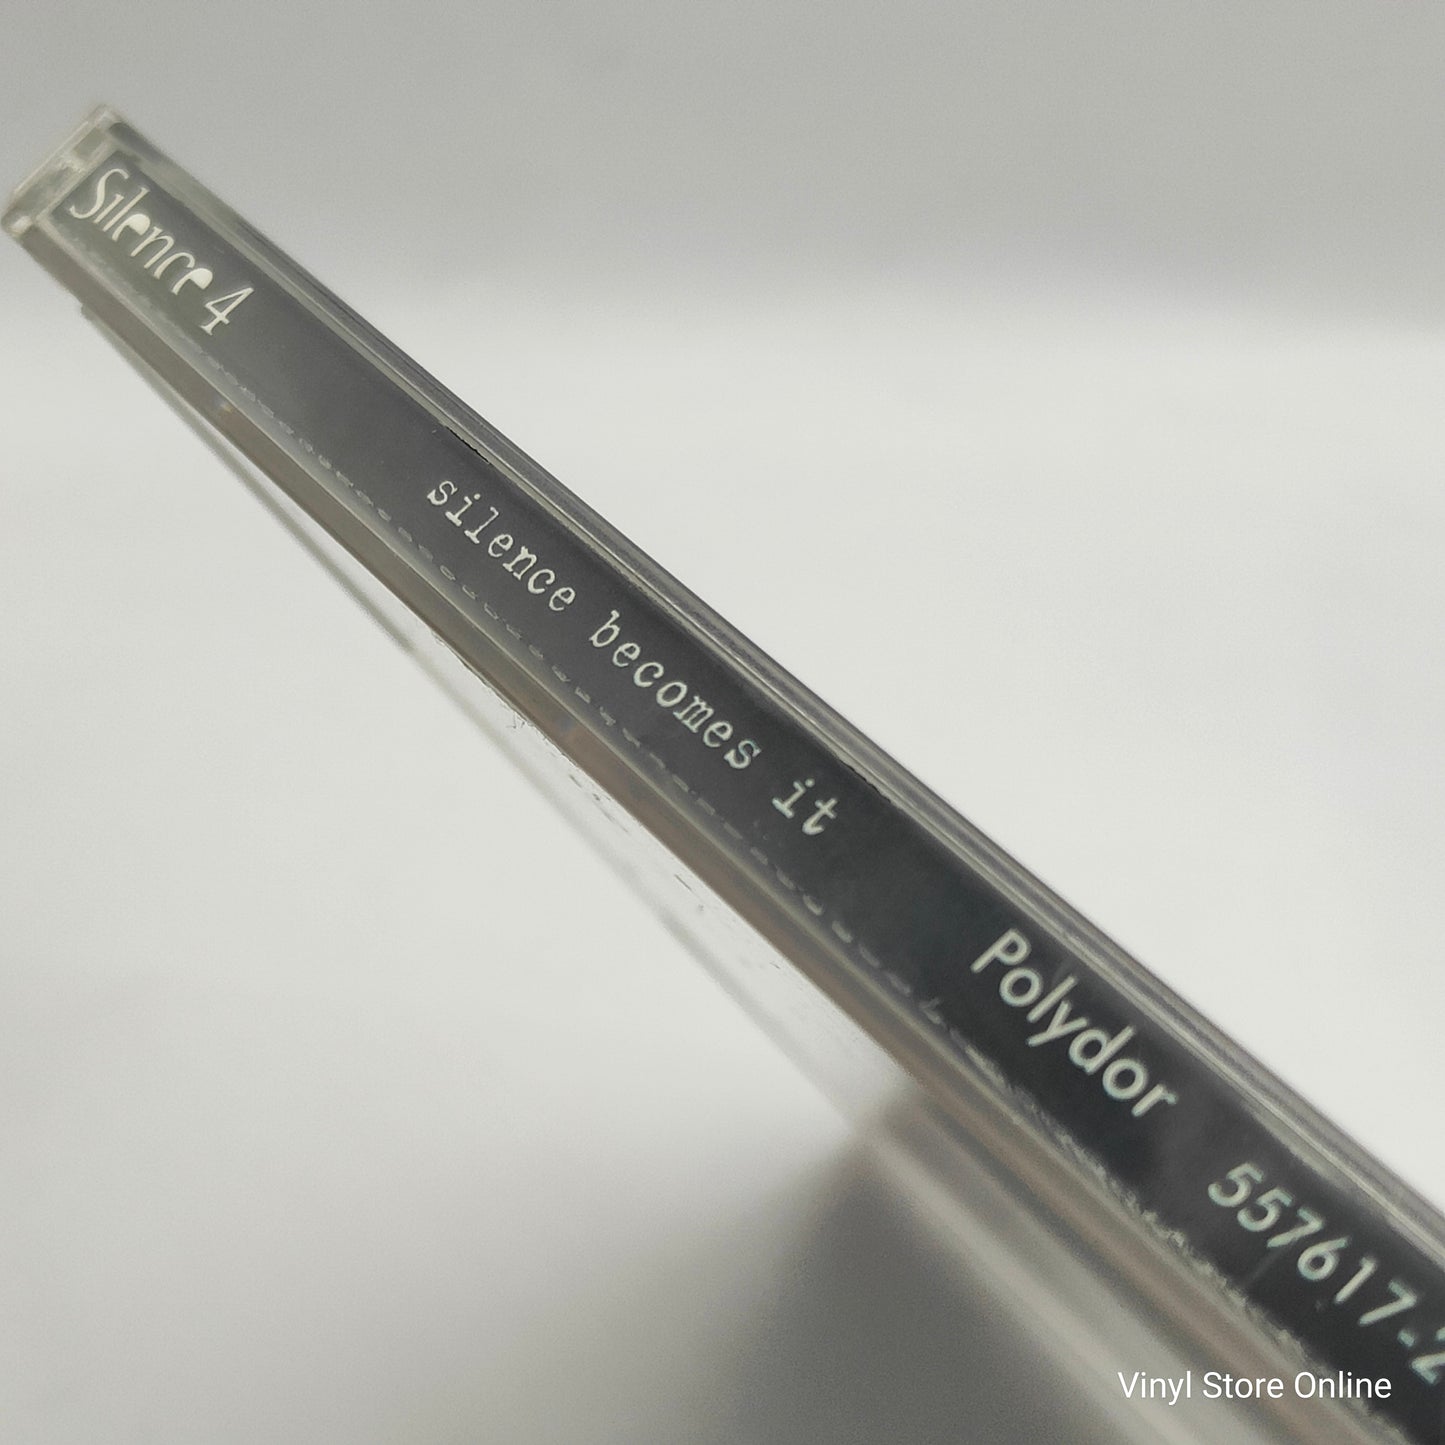 Silence 4 silence becomes it Polydor 557617-2
Vinyl Store Online